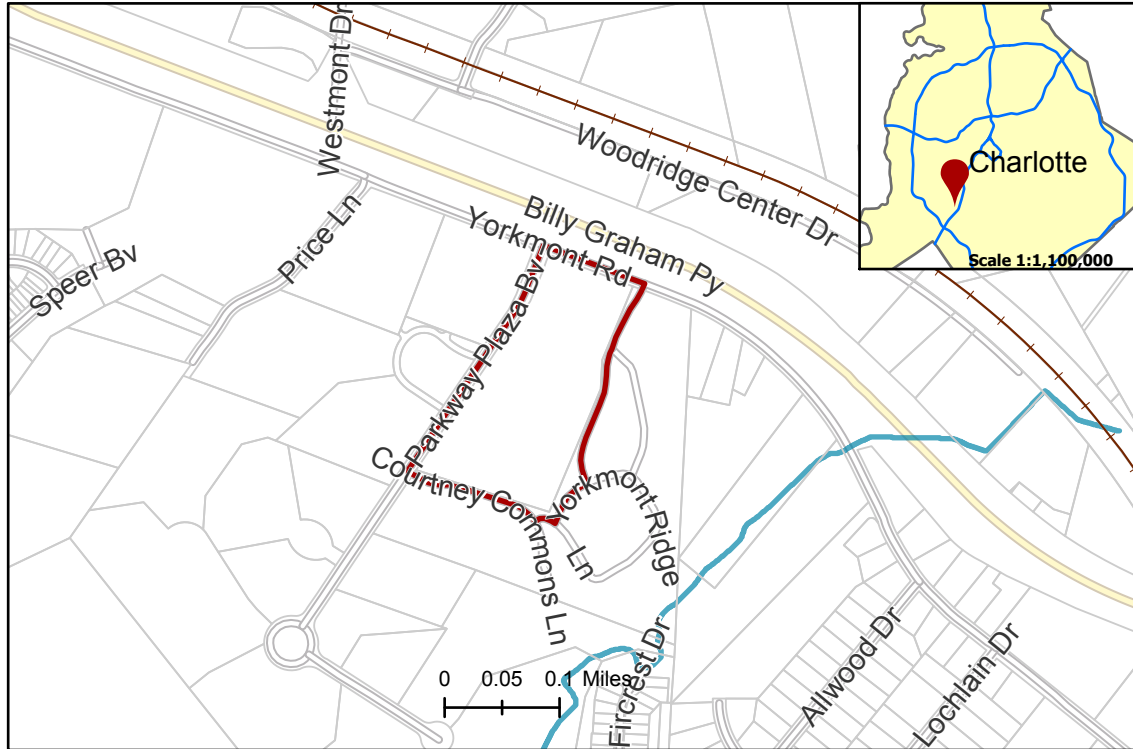 Westmont Dr
Woodridge Center Dr
Charlotte
Scale 1:1,100,000
Billy Graham Py
Yorkmont Rd
Price Ln
Speer Bv
Parkway Plaza Bv
Courtney Commons Ln
Yorkmont Ridge
Ln
Fircrest Dr
Allwood Dr
Lochlain Dr
0 0.05 0.1 Miles